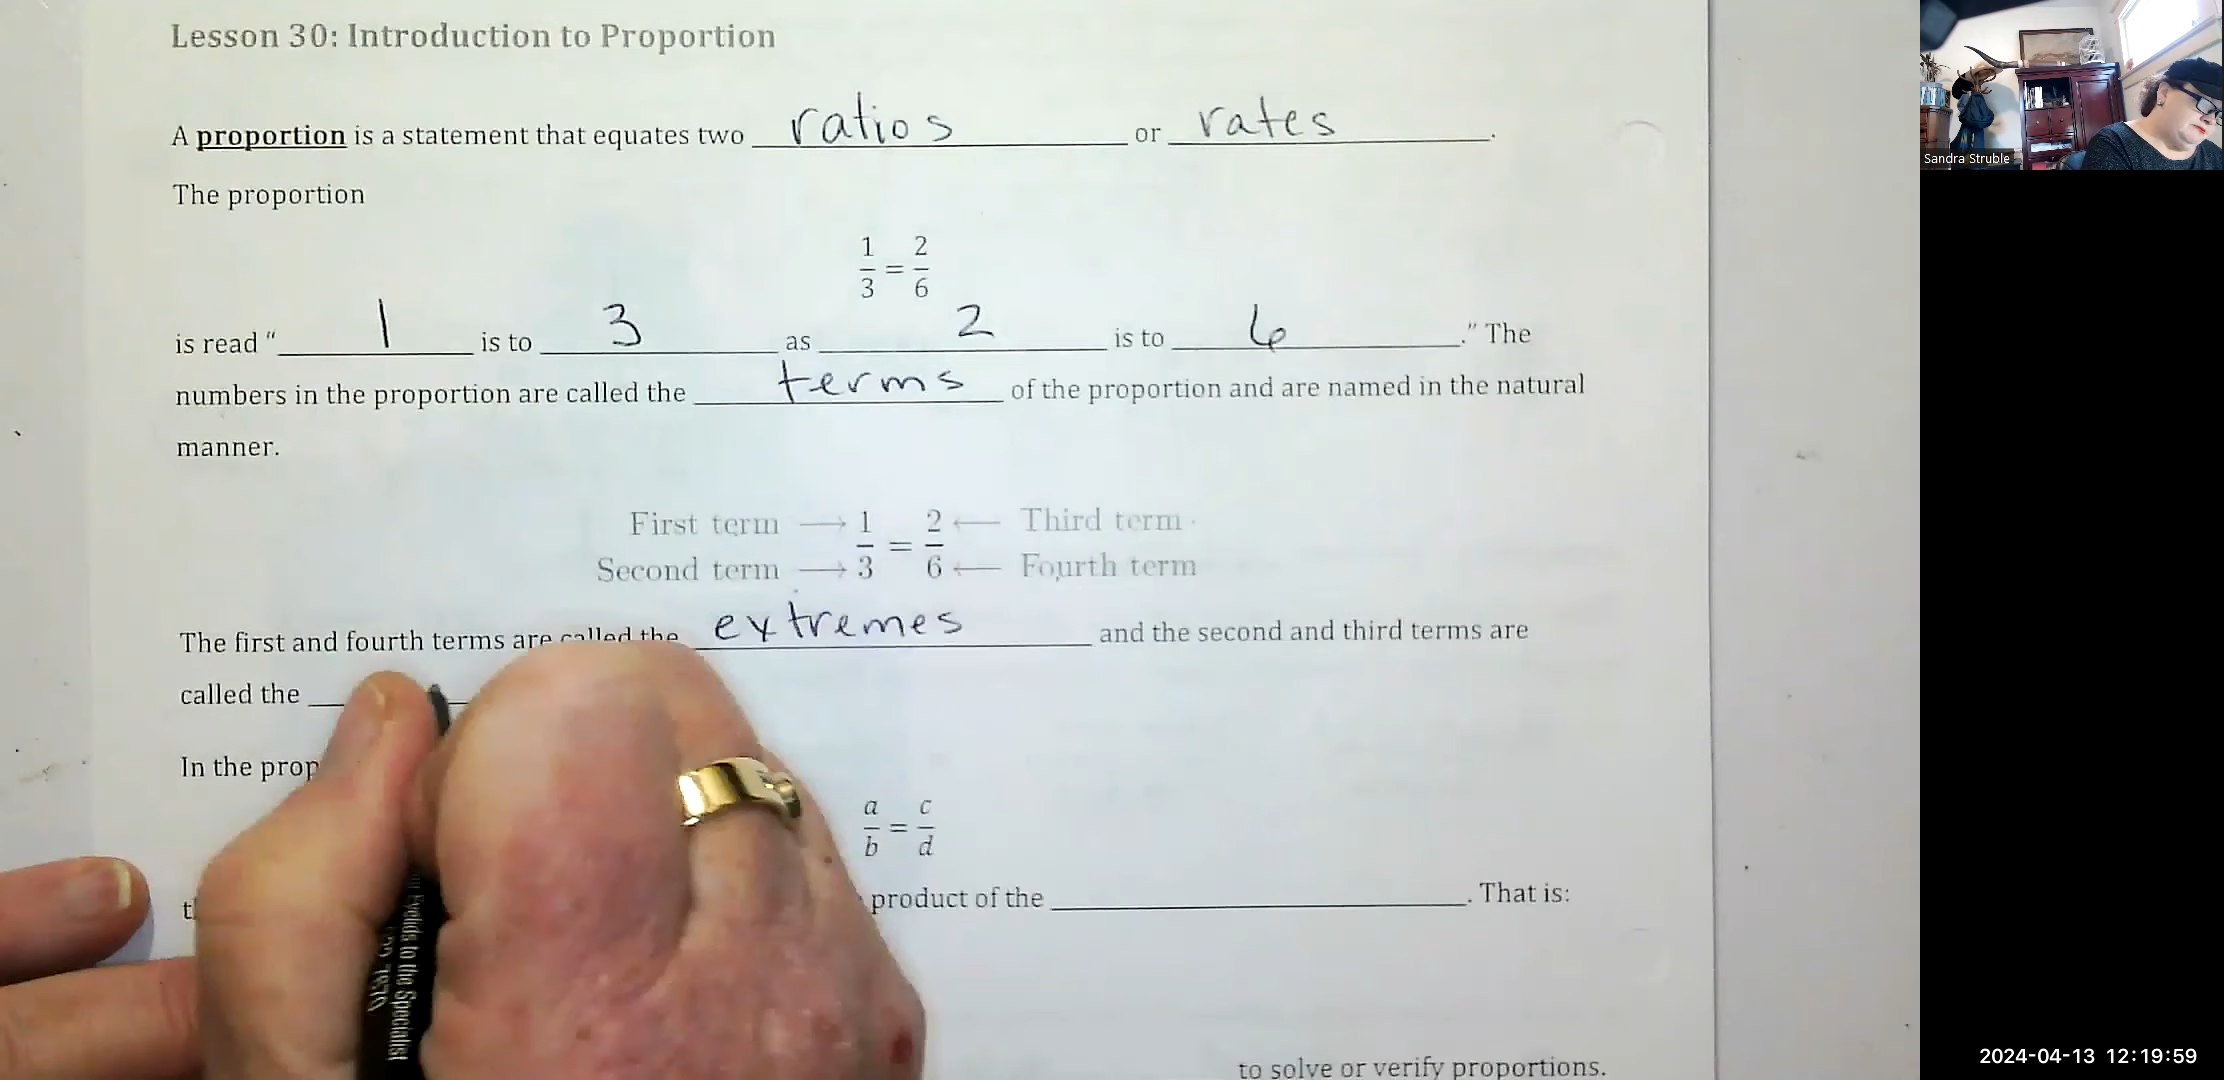 Lesson 30: Introduction to Proportion
A proportion is a statement that equates two ratios or rates.
The proportion
1/3 = 2/6
is read “ 1 is to 3 as 2 is to 6 .” The
numbers in the proportion are called the terms of the proportion and are named in the natural
manner.
First term → 1/3 = 2/6 ← Third term
Second term → ← Fourth term
The first and fourth terms are called the extremes and the second and third terms are
called the
In the
a/b = c/d
product of the . That is:
to solve or verify proportions.
Sandra Struble
2024-04-13 12:19:59